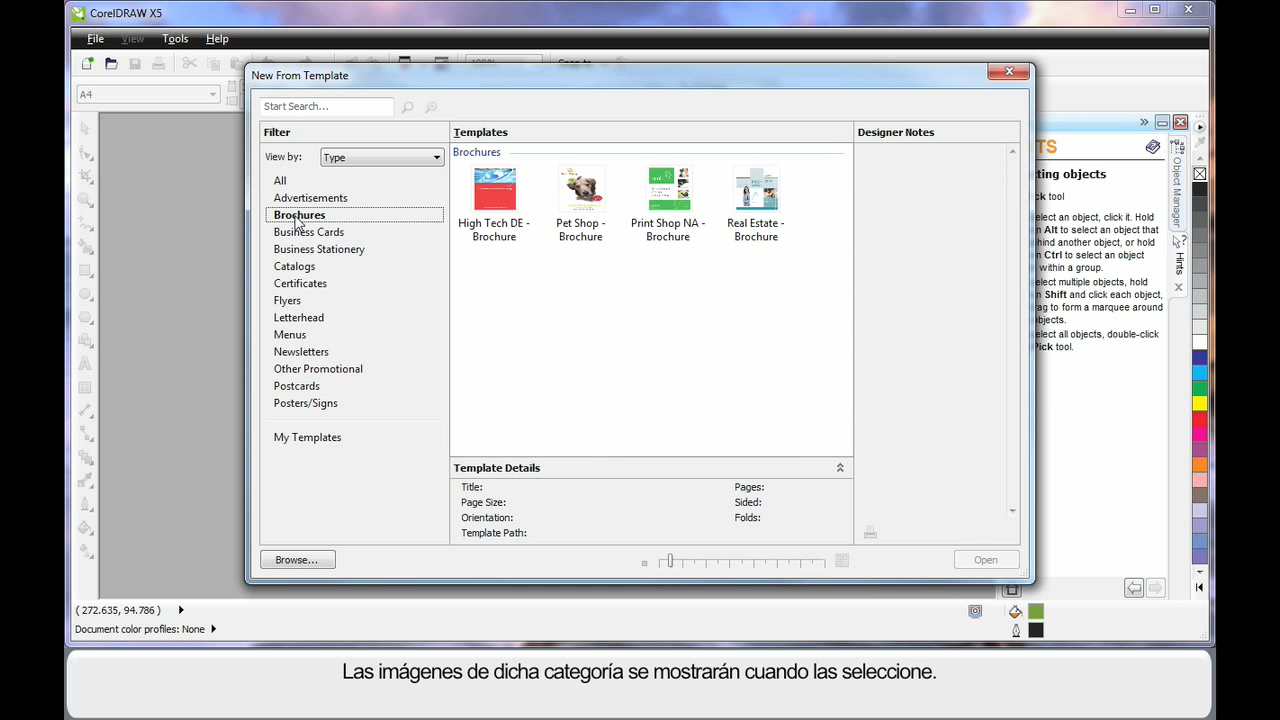 CorelDRAW X5
File View Tools Help
A4
New From Template
Start Search...
Filter
View by: Type
All
Advertisements
Brochures
Business Cards
Business Stationery
Catalogs
Certificates
Flyers
Letterhead
Menus
Newsletters
Other Promotional
Postcards
Posters/Signs
My Templates
Browse...
Templates
Brochures
High Tech DE -
Brochure
Pet Shop -
Brochure
Print Shop NA -
Brochure
Real Estate -
Brochure
Template Details
Title:
Page Size:
Orientation:
Template Path:
Pages:
Sided:
Folds:
Designer Notes
Open
TS
ting objects
k tool
elect an object, click it. Hold
n Alt to select an object that
ehind another object, or hold
n Ctrl to select an object
within a group.
elect multiple objects, hold
n Shift and click each object,
rag to form a marquee around
bjects.
elect all objects, double-click
Pick tool.
Object Manager
Hints
( 272.635, 94.786 )
Document color profiles: None
Las imágenes de dicha categoría se mostrarán cuando las seleccione.